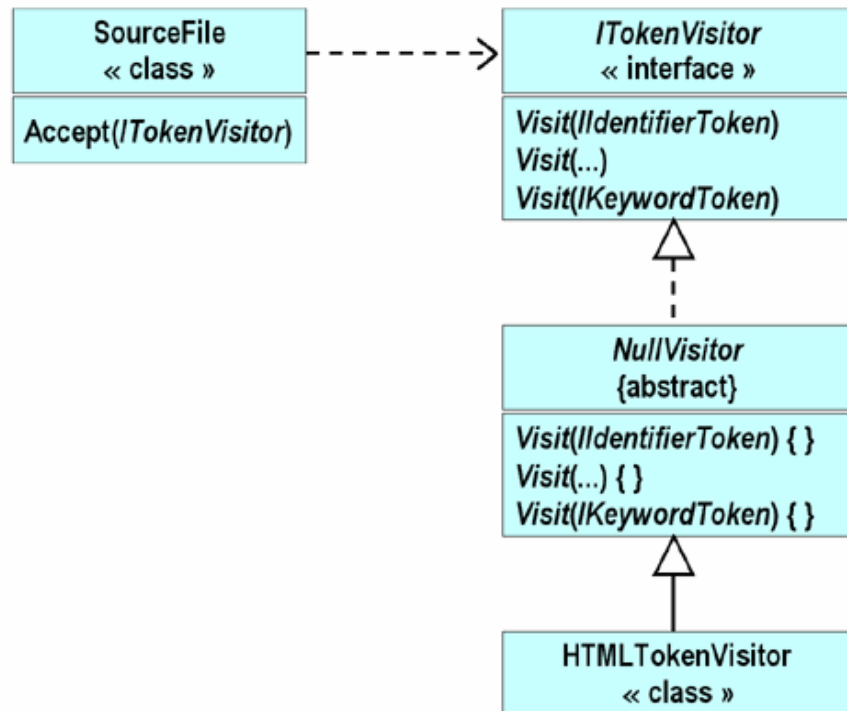 SourceFile
« class »
Accept(ITokenVisitor)
ITokenVisitor
« interface »
Visit(IIdentifierToken)
Visit(...)
Visit(IKeywordToken)
NullVisitor
{abstract}
Visit(IIdentifierToken) { }
Visit(...) { }
Visit(IKeywordToken) { }
HTMLTokenVisitor
« class »